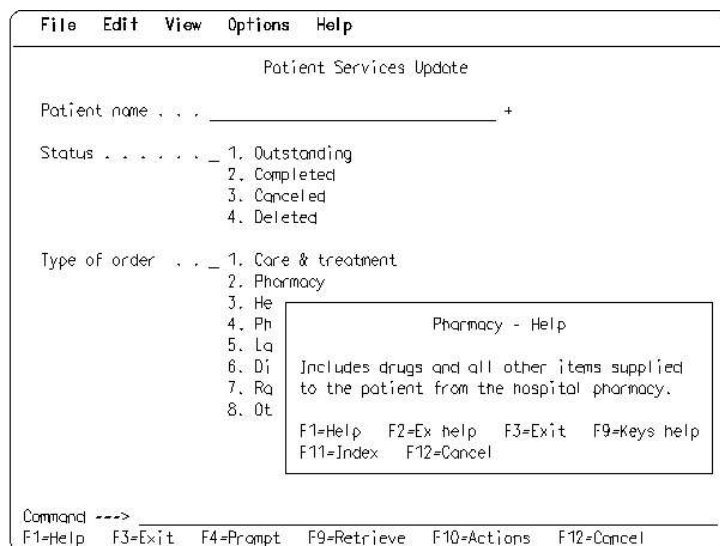 File Edit View Options Help
Patient Services Update
Patient name . . . ______________________________ +
Status . . . . . . _ 1. Outstanding
2. Completed
3. Canceled
4. Deleted
Type of order . . _ 1. Care & treatment
2. Pharmacy
3. He
4. Ph
5. La
6. Di
7. Ra
8. Ot
Pharmacy - Help
Includes drugs and all other items supplied
to the patient from the hospital pharmacy.
F1=Help F2=Ex help F3=Exit F9=Keys help
F11=Index F12=Cancel
Command ---> ______________________________
F1=Help F3=Exit F4=Prompt F9=Retrieve F10=Actions F12=Cancel